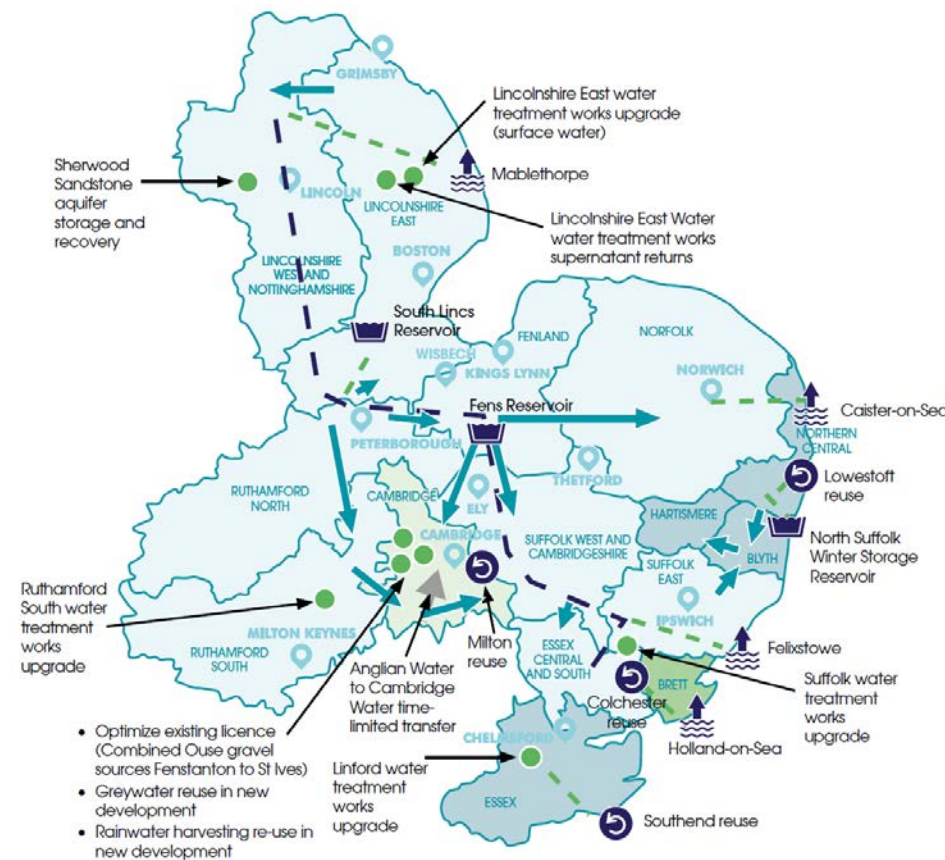 GRIMSBY
Lincolnshire East water
treatment works upgrade
(surface water)
Mablethorpe
Sherwood
Sandstone
aquifer
storage and
recovery
LINCOLN
LINCOLNSHIRE
EAST
Lincolnshire East Water
water treatment works
supernatant returns
BOSTON
LINCOLNSHIRE
WEST AND
NOTTINGHAMSHIRE
South Lincs
Reservoir
WISBECH
FENLAND
KINGS LYNN
NORFOLK
NORWICH
Caister-on-Sea
Fens Reservoir
PETERBOROUGH
NORTHERN
CENTRAL
Lowestoft
reuse
THETFORD
RUTHAMFORD
NORTH
CAMBRIDGE
ELY
HARTISMERE
North Suffolk
Winter Storage
Reservoir
CAMBRIDGE
SUFFOLK WEST AND
CAMBRIDGESHIRE
BLYTH
SUFFOLK
EAST
Ruthamford
South water
treatment
works
upgrade
IPSWICH
MILTON KEYNES
RUTHAMFORD
SOUTH
Milton
reuse
ESSEX
CENTRAL
AND SOUTH
Felixstowe
Anglian Water
to Cambridge
Water time-
limited transfer
BRETT
Colchester
reuse
Suffolk water
treatment
works
upgrade
Holland-on-Sea
CHELMSFORD
• Optimize existing licence
(Combined Ouse gravel
sources Fenstanton to St Ives)
• Greywater reuse in new
development
• Rainwater harvesting re-use in
new development
Linford water
treatment
works
upgrade
ESSEX
Southend reuse